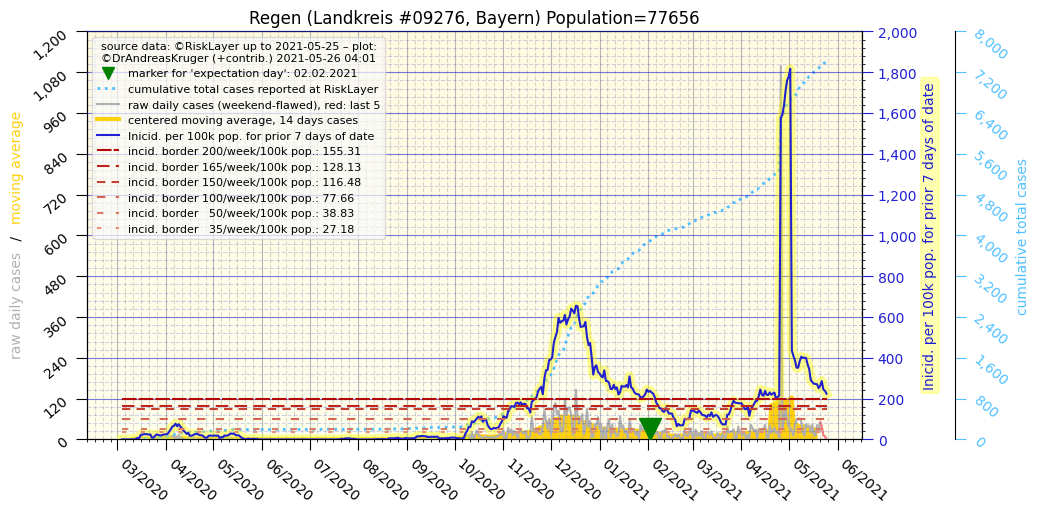 Regen (Landkreis #09276, Bayern) Population=77656
source data: ©RiskLayer up to 2021-05-25 – plot:
©DrAndreasKruger (+contrib.) 2021-05-26 04:01
marker for 'expectation day': 02.02.2021
cumulative total cases reported at RiskLayer
raw daily cases (weekend-flawed), red: last 5
centered moving average, 14 days cases
Inicid. per 100k pop. for prior 7 days of date
incid. border 200/week/100k pop.: 155.31
incid. border 165/week/100k pop.: 128.13
incid. border 150/week/100k pop.: 116.48
incid. border 100/week/100k pop.: 77.66
incid. border 50/week/100k pop.: 38.83
incid. border 35/week/100k pop.: 27.18
raw daily cases / moving average
1,200
1,080
960
840
720
600
480
360
240
120
0
03/2020
04/2020
05/2020
06/2020
07/2020
08/2020
09/2020
10/2020
11/2020
12/2020
01/2021
02/2021
03/2021
04/2021
05/2021
06/2021
2,000
1,800
1,600
1,400
1,200
1,000
800
600
400
200
0
Inicid. per 100k pop. for prior 7 days of date
8,000
7,200
6,400
5,600
4,800
4,000
3,200
2,400
1,600
800
0
cumulative total cases